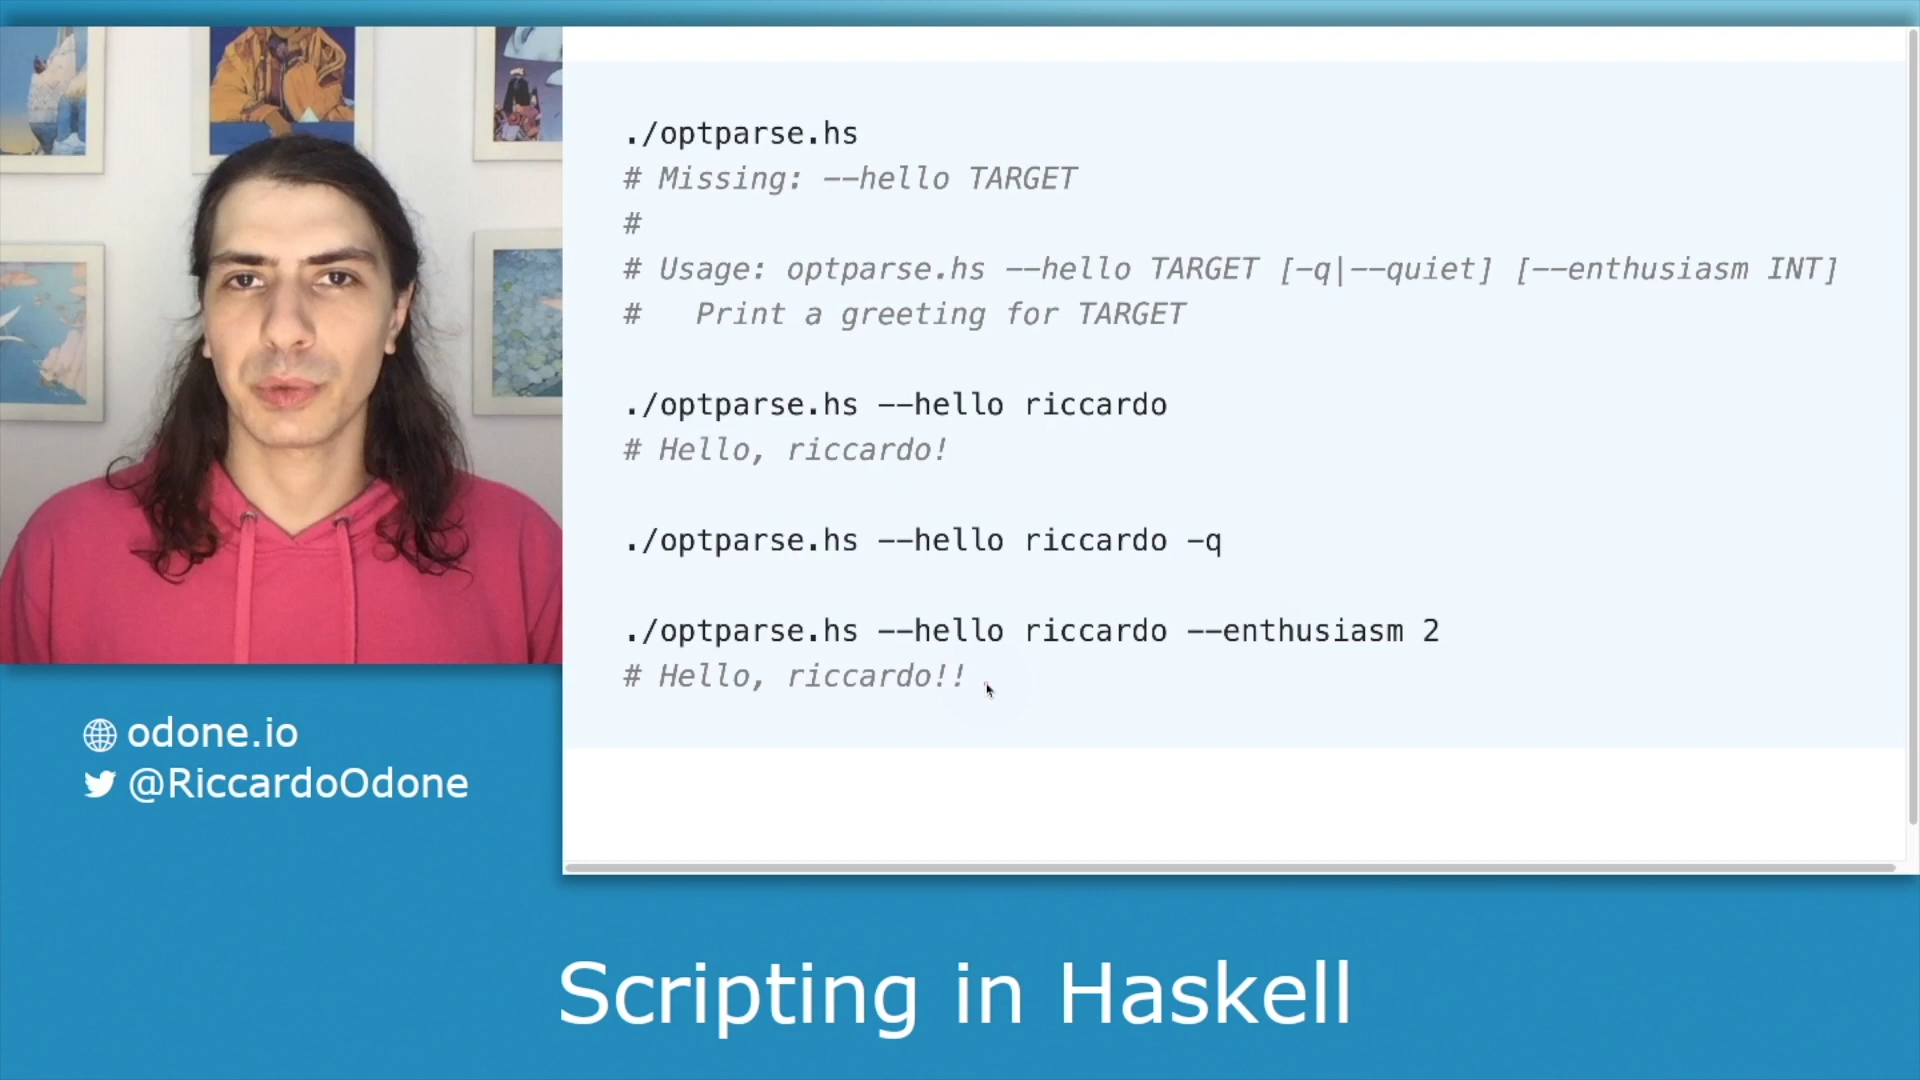 ./optparse.hs
# Missing: --hello TARGET
#
# Usage: optparse.hs --hello TARGET [-q|--quiet] [--enthusiasm INT]
#   Print a greeting for TARGET
./optparse.hs --hello riccardo
# Hello, riccardo!
./optparse.hs --hello riccardo -q
./optparse.hs --hello riccardo --enthusiasm 2
# Hello, riccardo!!
odone.io
@RiccardoOdone
Scripting in Haskell